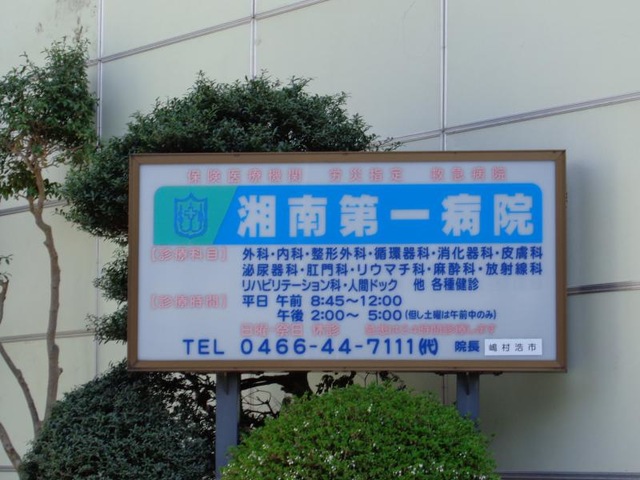 保険医療機関 労災指定 救急病院
湘南第一病院
[診療科目] 外科・内科・整形外科・循環器科・消化器科・皮膚科
泌尿器科・肛門科・リウマチ科・麻酔科・放射線科
リハビリテーション科・人間ドック 他 各種健診
[診療時間] 平日 午前 8:45〜12:00
午後 2:00〜 5:00 (但し土曜は午前中のみ)
日曜・祭日 休診
TEL 0466-44-7111(代) 院長 嶋村浩市